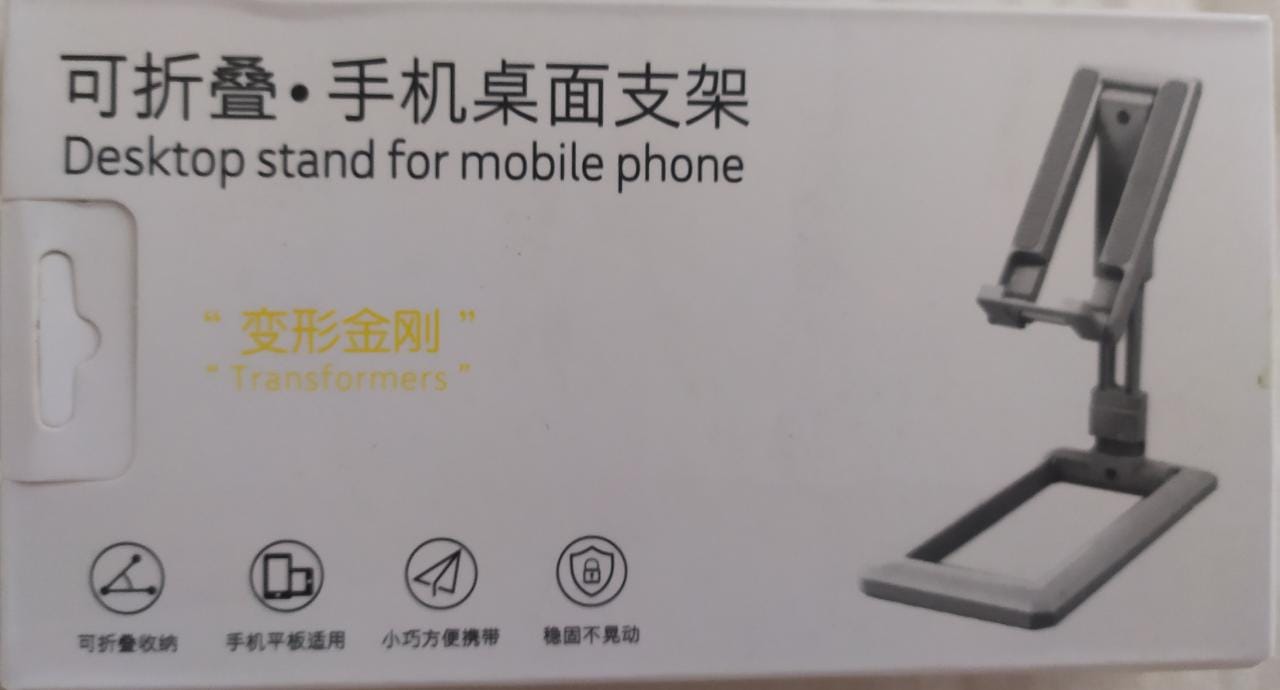 可折叠·手机桌面支架
Desktop stand for mobile phone
“变形金刚”
“Transformers”
可折叠收纳
手机平板适用
小巧方便携带
稳固不晃动